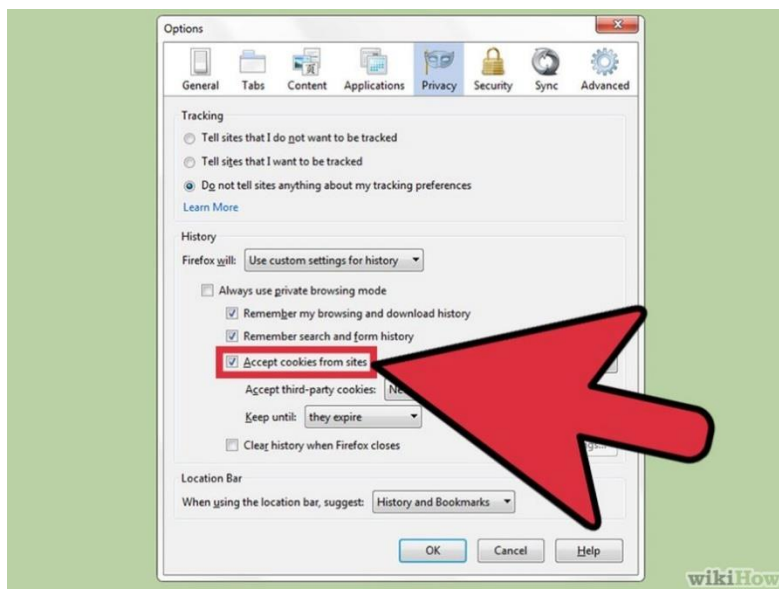 Options
General Tabs Content Applications Privacy Security Sync Advanced
Tracking
Tell sites that I do not want to be tracked
Tell sites that I want to be tracked
Do not tell sites anything about my tracking preferences
Learn More
History
Firefox will: Use custom settings for history
Always use private browsing mode
Remember my browsing and download history
Remember search and form history
Accept cookies from sites
Accept third-party cookies:
Keep until: they expire
Clear history when Firefox closes
Location Bar
When using the location bar, suggest: History and Bookmarks
OK Cancel Help
wikiHow